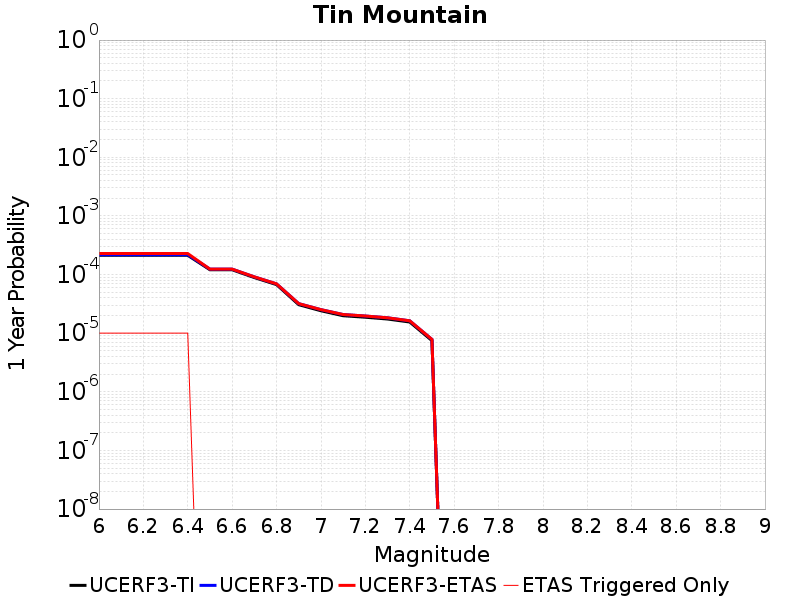 Tin Mountain
1 Year Probability
10^0
10^-1
10^-2
10^-3
10^-4
10^-5
10^-6
10^-7
10^-8
6 6.2 6.4 6.6 6.8 7 7.2 7.4 7.6 7.8 8 8.2 8.4 8.6 8.8 9
Magnitude
UCERF3-TI UCERF3-TD UCERF3-ETAS ETAS Triggered Only